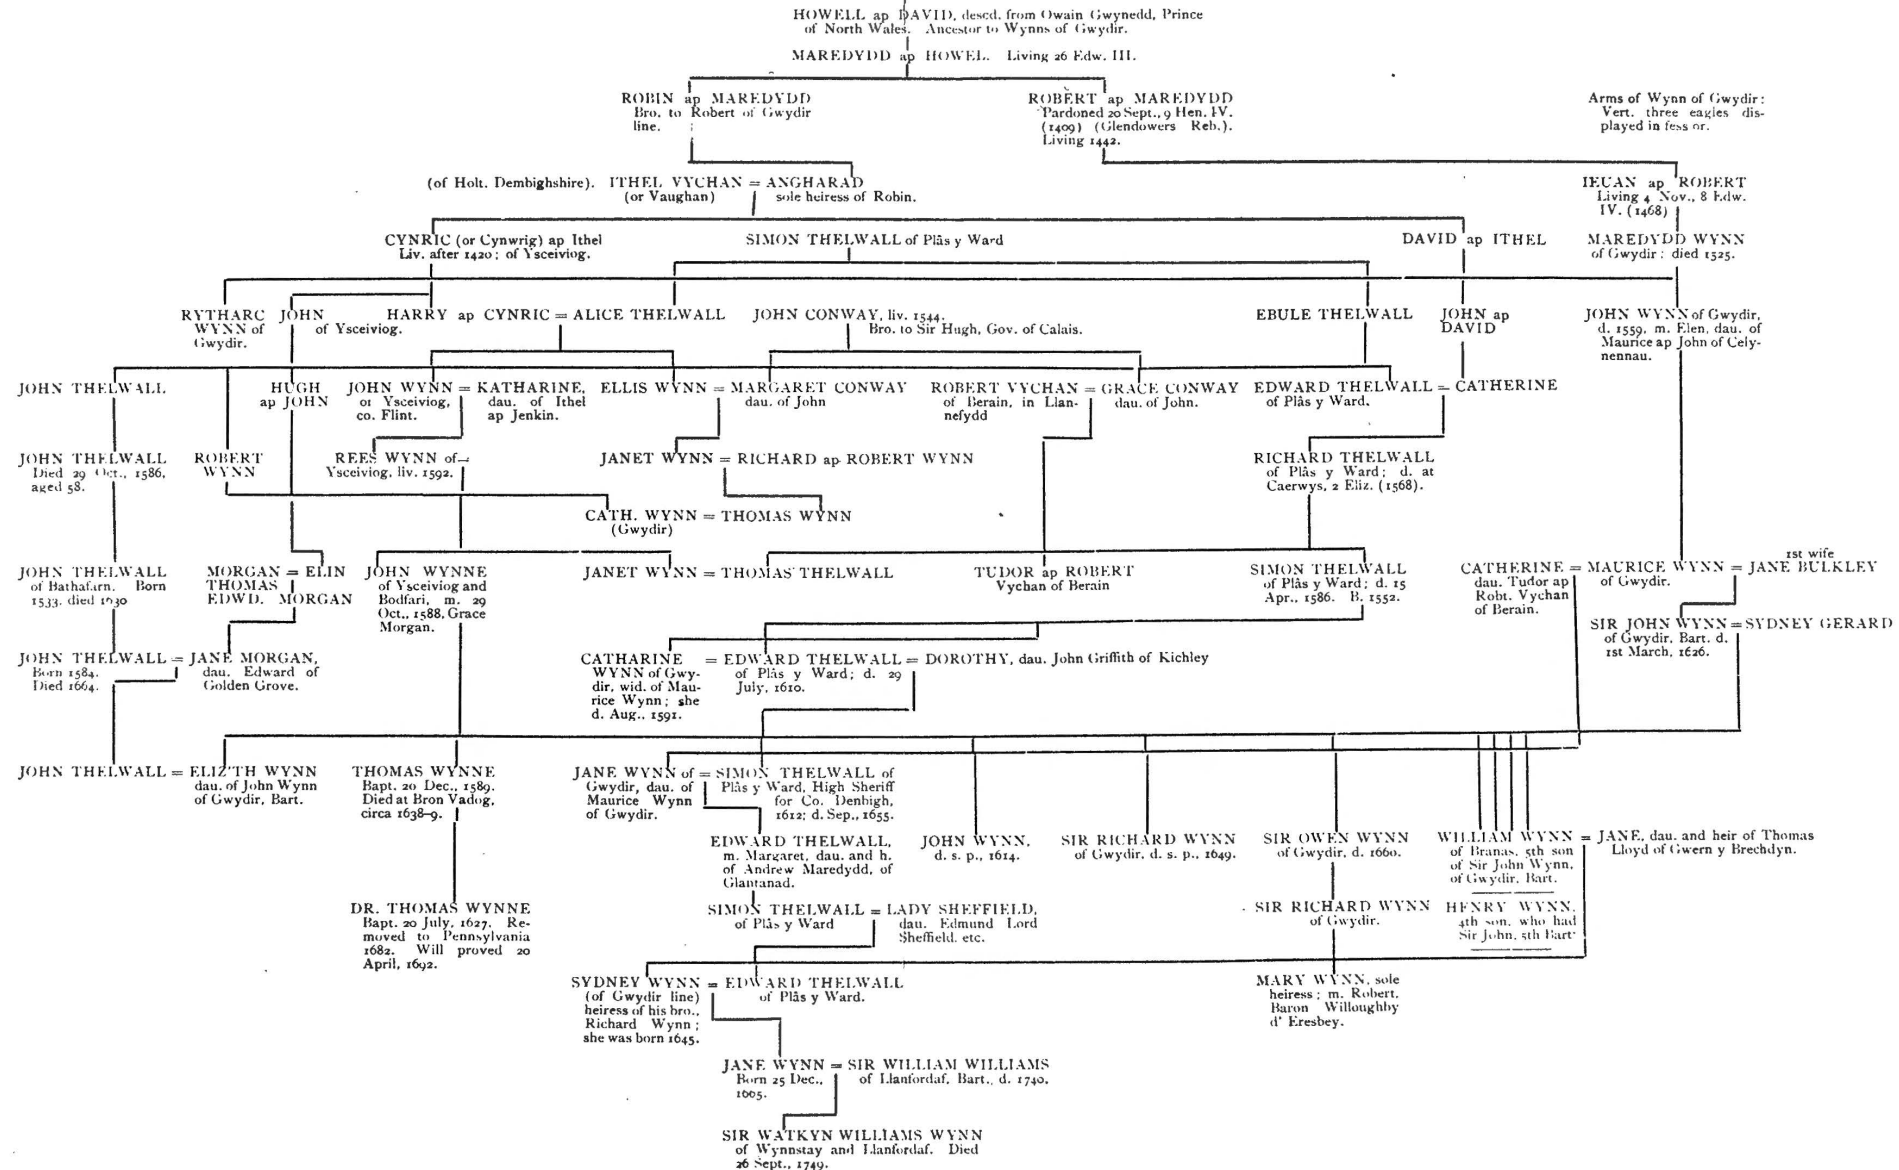 HOWELL ap DAVID, descd. from Owain Gwynedd, Prince
of North Wales. Ancestor to Wynns of Gwydir.
MAREDYDD ap HOWEL. Living 26 Edw. III.
ROBIN ap MAREDYDD
Bro. to Robert of Gwydir
line.
ROBERT ap MAREDYDD
Pardoned 20 Sept., 9 Hen. IV.
(1409) (Glendowers Reb.).
Living 1442.
Arms of Wynn of Gwydir:
Vert. three eagles dis-
played in fess or.
(of Holt. Dembighshire). ITHEL VYCHAN = ANGHARAD
(or Vaughan) sole heiress of Robin.
IEUAN ap ROBERT
Living 4 Nov., 8 Edw.
IV. (1468)
CYNRIC (or Cynwrig) ap Ithel
Liv. after 1420; of Ysceiviog.
SIMON THELWALL of Plâs y Ward
DAVID ap ITHEL
MAREDYDD WYNN
of Gwydir; died 1525.
RYTHARC
WYNN of
Gwydir.
JOHN
of Ysceiviog.
HARRY ap CYNRIC = ALICE THELWALL
JOHN CONWAY, liv. 1544.
Bro. to Sir Hugh, Gov. of Calais.
EBULE THELWALL
JOHN ap
DAVID
JOHN WYNN of Gwydir,
d. 1559, m. Elen, dau. of
Maurice ap John of Cely-
nennau.
JOHN THELWALL
HUGH
ap JOHN
JOHN WYNN = KATHARINE,
of Ysceiviog, dau. of Ithel
co. Flint. ap Jenkin.
ELLIS WYNN = MARGARET CONWAY
dau. of John
ROBERT VYCHAN = GRACE CONWAY
of Berain, in Llan- dau. of John.
nefydd
EDWARD THELWALL = CATHERINE
of Plâs y Ward.
JOHN THELWALL
Died 29 Oct., 1586,
aged 58.
ROBERT
WYNN
REES WYNN of
Ysceiviog, liv. 1592.
JANET WYNN = RICHARD ap ROBERT WYNN
RICHARD THELWALL
of Plâs y Ward; d. at
Caerwys, 2 Eliz. (1568).
CATH. WYNN = THOMAS WYNN
(Gwydir)
JOHN THELWALL
of Bathafarn. Born
1533, died 1630
MORGAN = ELIN
THOMAS
EDWD. MORGAN
JOHN WYNNE
of Ysceiviog and
Bodfari, m. 29
Oct., 1588, Grace
Morgan.
JANET WYNN = THOMAS THELWALL
TUDOR ap ROBERT
Vychan of Berain
SIMON THELWALL
of Plâs y Ward; d. 15
Apr., 1586. B. 1552.
1st wife
CATHERINE = MAURICE WYNN = JANE BULKLEY
dau. Tudor ap of Gwydir.
Robt. Vychan
of Berain.
SIR JOHN WYNN = SYDNEY GERARD
of Gwydir, Bart. d.
1st March, 1626.
JOHN THELWALL = JANE MORGAN,
Born 1584. dau. Edward of
Died 1664. Golden Grove.
CATHARINE = EDWARD THELWALL = DOROTHY, dau. John Griffith of Kichley
WYNN of Gwy- of Plâs y Ward; d. 29
dir, wid. of Mau- July, 1610.
rice Wynn; she
d. Aug., 1591.
JOHN THELWALL = ELIZ'TH WYNN
dau. of John Wynn
of Gwydir, Bart.
THOMAS WYNNE
Bapt. 20 Dec., 1589.
Died at Bron Vadog,
circa 1638-9.
JANE WYNN of = SIMON THELWALL of
Gwydir, dau. of Plâs y Ward, High Sheriff
Maurice Wynn for Co. Denbigh,
of Gwydir. 1612; d. Sep., 1655.
EDWARD THELWALL,
m. Margaret, dau. and h.
of Andrew Maredydd, of
Glantanad.
JOHN WYNN,
d. s. p., 1614.
SIR RICHARD WYNN
of Gwydir, d. s. p., 1649.
SIR OWEN WYNN
of Gwydir, d. 1660.
WILLIAM WYNN = JANE, dau. and heir of Thomas
of Branas, 5th son Lloyd of Gwern y Brechdyn.
of Sir John Wynn,
of Gwydir, Bart.
DR. THOMAS WYNNE
Bapt. 20 July, 1627. Re-
moved to Pennsylvania
1682. Will proved 20
April, 1692.
SIMON THELWALL = LADY SHEFFIELD,
of Plâs y Ward dau. Edmund Lord
Sheffield, etc.
SIR RICHARD WYNN
of Gwydir.
HENRY WYNN,
4th son, who had
Sir John, 5th Bart
SYDNEY WYNN = EDWARD THELWALL
(of Gwydir line) of Plâs y Ward.
heiress of his bro.,
Richard Wynn;
she was born 1645.
MARY WYNN, sole
heiress; m. Robert,
Baron Willoughby
d' Eresbey.
JANE WYNN = SIR WILLIAM WILLIAMS
Born 25 Dec., of Llanfordaf, Bart., d. 1740.
1665.
SIR WATKYN WILLIAMS WYNN
of Wynnstay and Llanfordaf. Died
26 Sept., 1749.